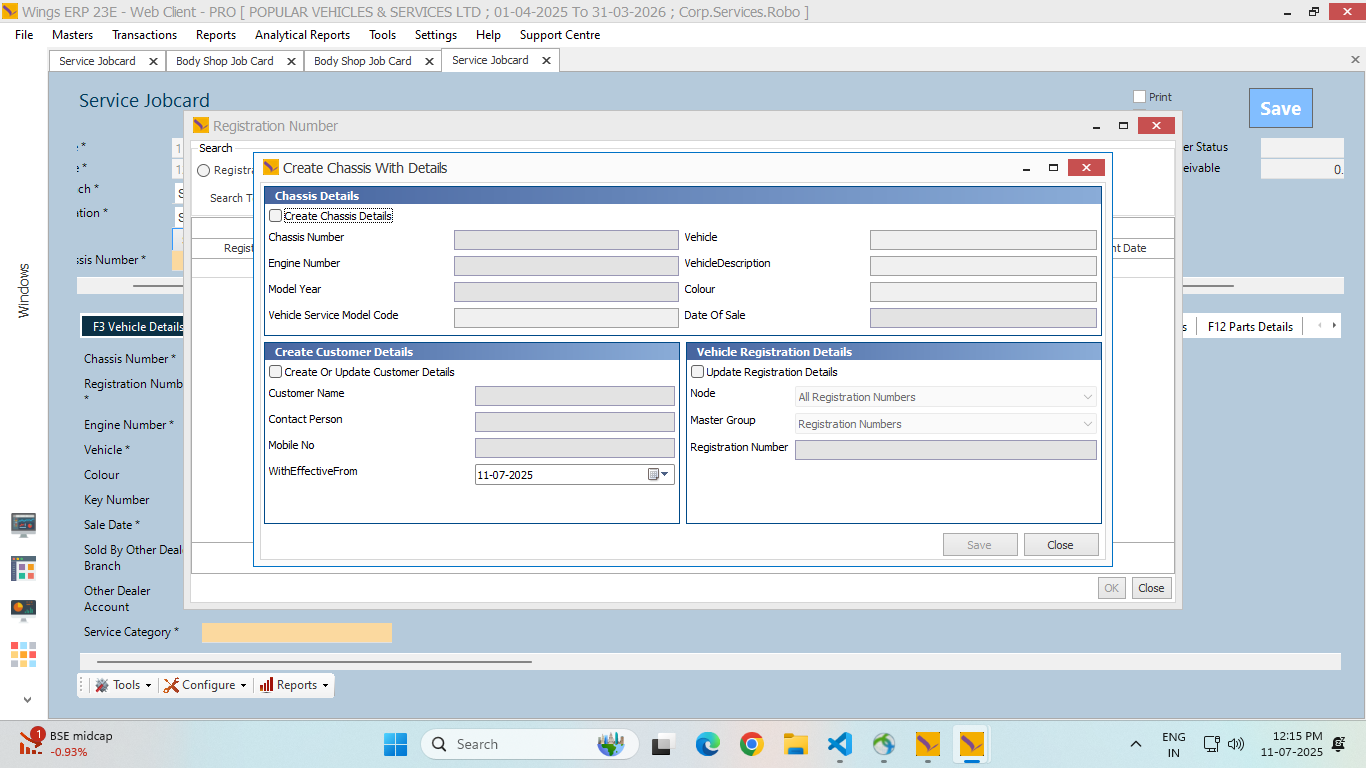 Wings ERP 23E - Web Client - PRO [ POPULAR VEHICLES & SERVICES LTD ; 01-04-2025 To 31-03-2026 ; Corp.Services.Robo ]
File Masters Transactions Reports Analytical Reports Tools Settings Help Support Centre
Service Jobcard Body Shop Job Card Body Shop Job Card Service Jobcard
Service Jobcard
Print
Save
Registration Number
Search
er Status
eivable
0.
Registra
Search T
Regist
nt Date
ch *
ation *
ssis Number *
Create Chassis With Details
Chassis Details
Create Chassis Details
Chassis Number
Vehicle
Engine Number
VehicleDescription
Model Year
Colour
Vehicle Service Model Code
Date Of Sale
Create Customer Details
Create Or Update Customer Details
Customer Name
Contact Person
Mobile No
WithEffectiveFrom
11-07-2025
Vehicle Registration Details
Update Registration Details
Node
All Registration Numbers
Master Group
Registration Numbers
Registration Number
Save
Close
OK
Close
Windows
F3 Vehicle Details
s
F12 Parts Details
Chassis Number *
Registration Numb
*
Engine Number *
Vehicle *
Colour
Key Number
Sale Date *
Sold By Other Deal
Branch
Other Dealer
Account
Service Category *
Tools Configure Reports
1
BSE midcap
-0.93%
Search
ENG
IN
12:15 PM
11-07-2025